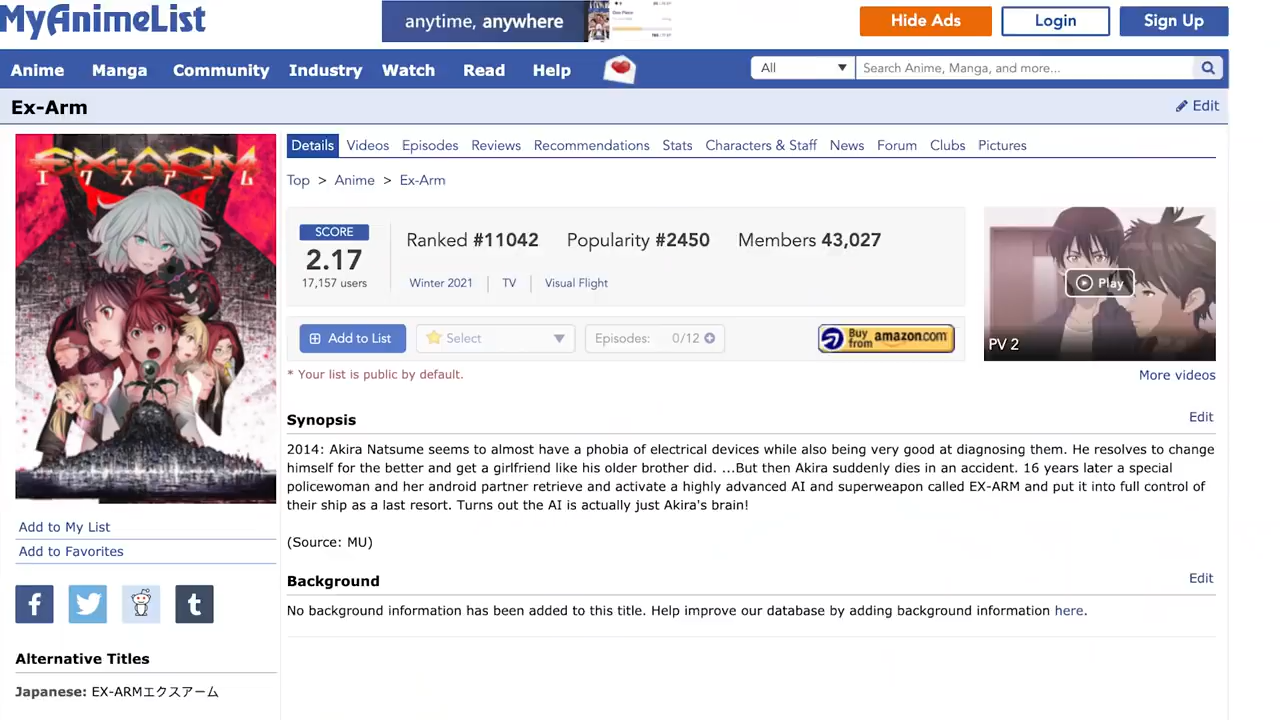 MyAnimeList
anytime, anywhere
Hide Ads
Login
Sign Up
Anime Manga Community Industry Watch Read Help
All
Search Anime, Manga, and more...
Ex-Arm
Edit
EX-ARM
エクスアーム
Details Videos Episodes Reviews Recommendations Stats Characters & Staff News Forum Clubs Pictures
Top > Anime > Ex-Arm
SCORE
2.17
17,157 users
Ranked #11042 Popularity #2450 Members 43,027
Winter 2021 TV Visual Flight
Play
PV 2
Add to List
Select
Episodes: 0/12
Buy from amazon.com
* Your list is public by default.
More videos
Synopsis
Edit
2014: Akira Natsume seems to almost have a phobia of electrical devices while also being very good at diagnosing them. He resolves to change
himself for the better and get a girlfriend like his older brother did. ...But then Akira suddenly dies in an accident. 16 years later a special
policewoman and her android partner retrieve and activate a highly advanced AI and superweapon called EX-ARM and put it into full control of
their ship as a last resort. Turns out the AI is actually just Akira's brain!
(Source: MU)
Background
Edit
No background information has been added to this title. Help improve our database by adding background information here.
Add to My List
Add to Favorites
Alternative Titles
Japanese: EX-ARMエクスアーム